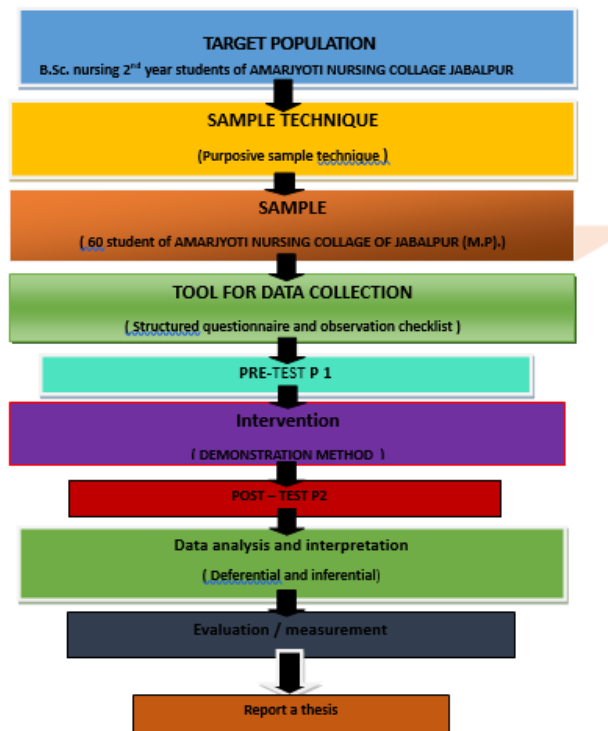 TARGET POPULATION
B.Sc. nursing 2nd year students of AMARJYOTI NURSING COLLAGE JABALPUR
SAMPLE TECHNIQUE
(Purposive sample technique )
SAMPLE
( 60 student of AMARJYOTI NURSING COLLAGE OF JABALPUR (M.P).)
TOOL FOR DATA COLLECTION
( Structured questionnaire and observation checklist )
PRE-TEST P 1
Intervention
( DEMONSTRATION METHOD )
POST – TEST P2
Data analysis and interpretation
( Deferential and inferential)
Evaluation / measurement
Report a thesis